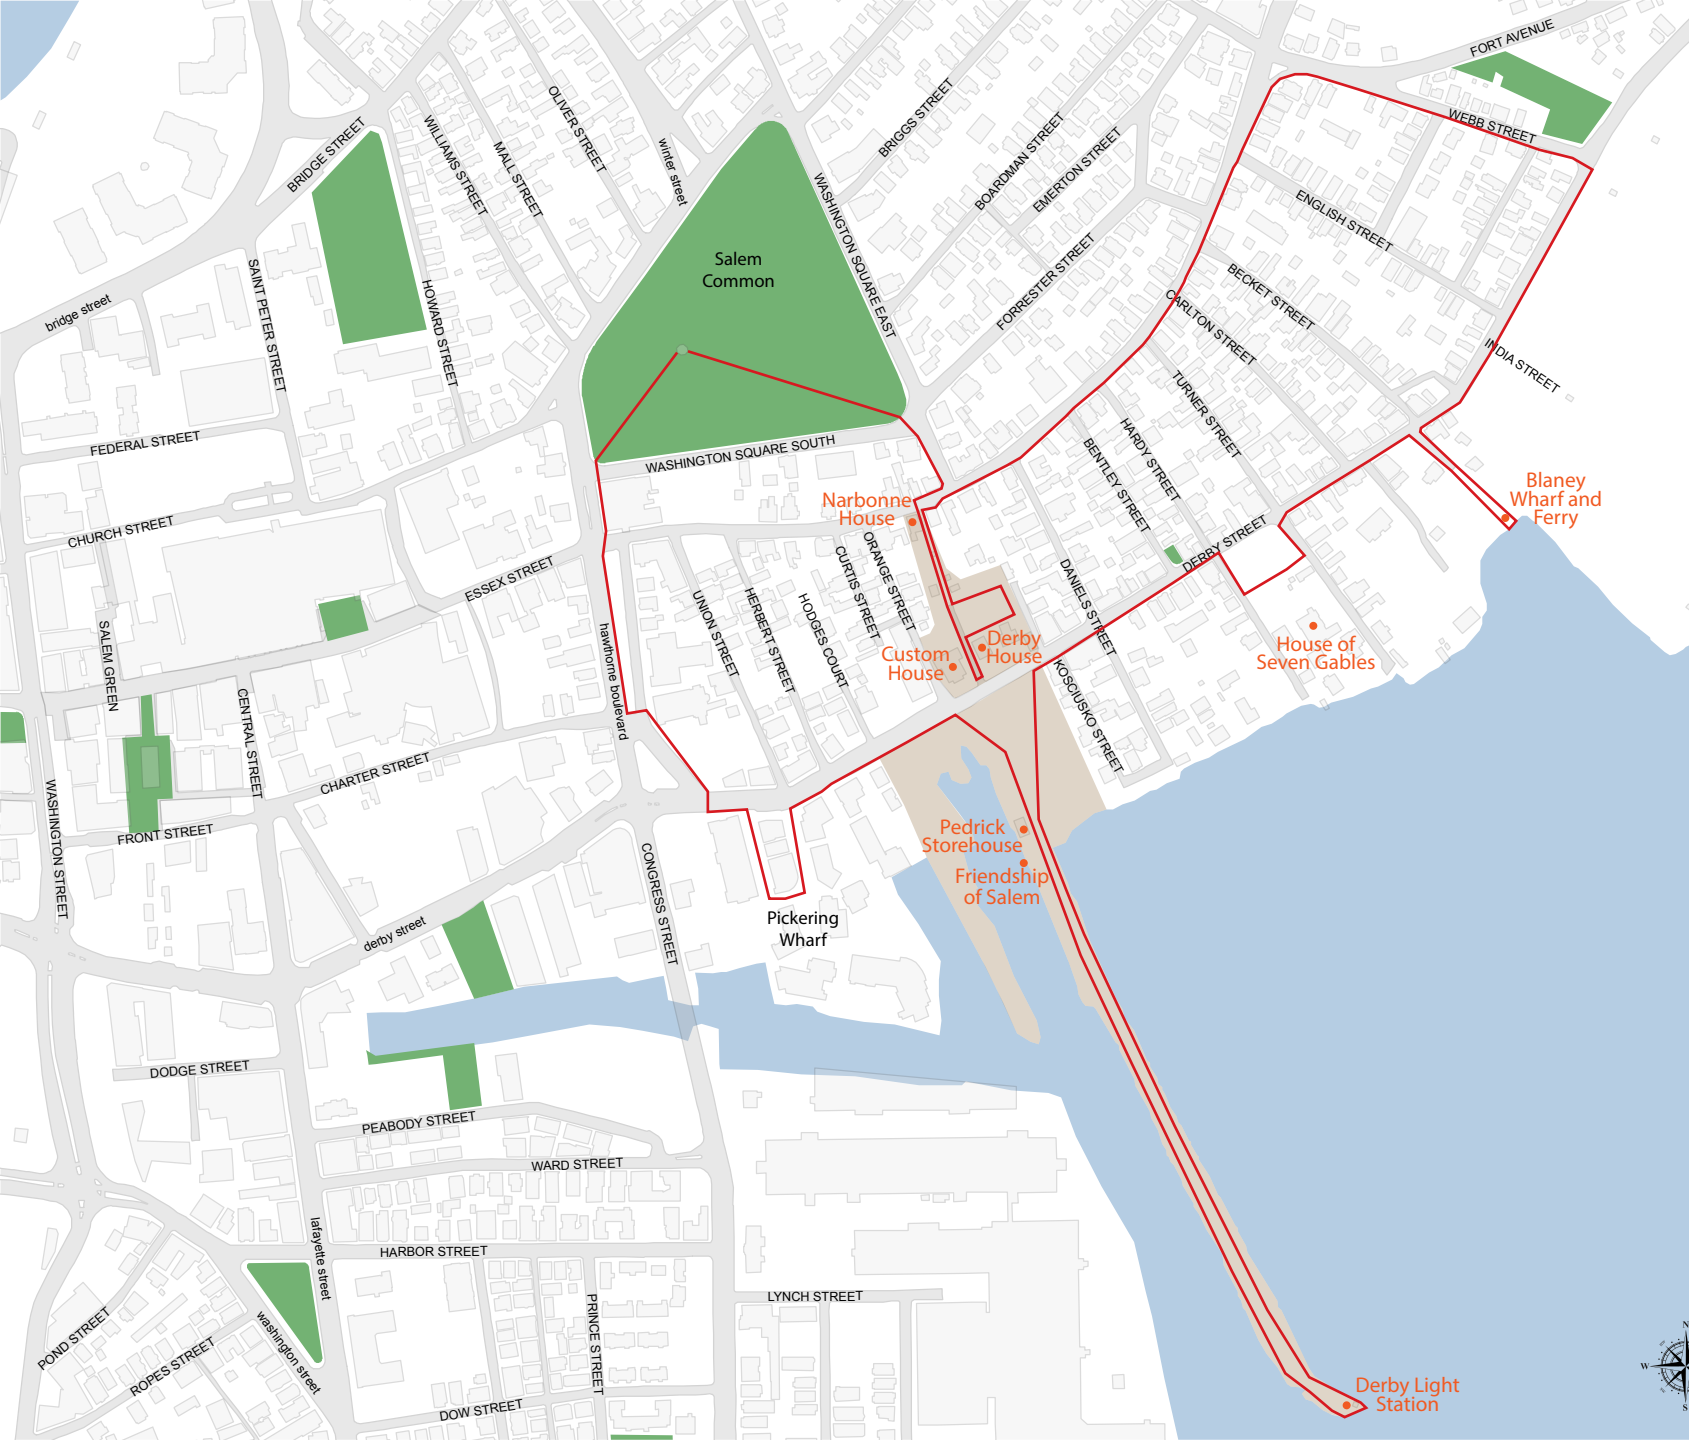 FORT AVENUE
WEBB STREET
OLIVER STREET
BRIGGS STREET
WILLIAMS STREET
MALL STREET
winter street
BRIDGE STREET
BOARDMAN STREET
EMERTON STREET
WASHINGTON SQUARE EAST
ENGLISH STREET
Salem
Common
FORRESTER STREET
BECKET STREET
CARLTON STREET
SAINT PETER STREET
HOWARD STREET
bridge street
INDIA STREET
TURNER STREET
HARDY STREET
BENTLEY STREET
FEDERAL STREET
WASHINGTON SQUARE SOUTH
Narbonne
House
Blaney
Wharf and
Ferry
CHURCH STREET
ESSEX STREET
ORANGE STREET
CURTIS STREET
DERBY STREET
DANIELS STREET
UNION STREET
HERBERT STREET
HODGES COURT
SALEM GREEN
hawthorne boulevard
Derby
House
Custom
House
House of
Seven Gables
KOSCIUSKO STREET
CENTRAL STREET
CHARTER STREET
WASHINGTON STREET
FRONT STREET
CONGRESS STREET
Pedrick
Storehouse
Friendship
of Salem
Pickering
Wharf
derby street
DODGE STREET
PEABODY STREET
WARD STREET
lafayette street
HARBOR STREET
LYNCH STREET
PRINCE STREET
POND STREET
ROPES STREET
washington street
DOW STREET
Derby Light
Station
N
W
S